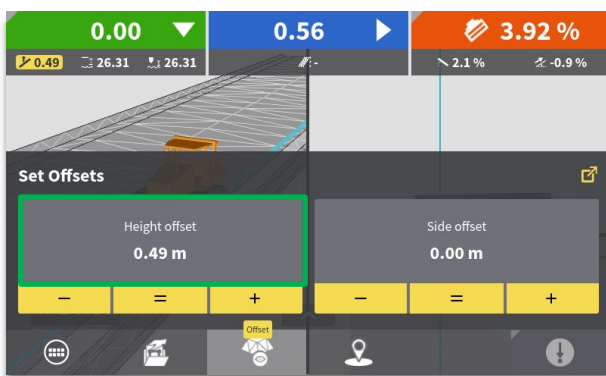 0.00
0.56
3.92 %
0.49 26.31 26.31
-
2.1 % -0.9 %
Set Offsets
Height offset
0.49 m
Side offset
0.00 m
− = + − = +
Offset